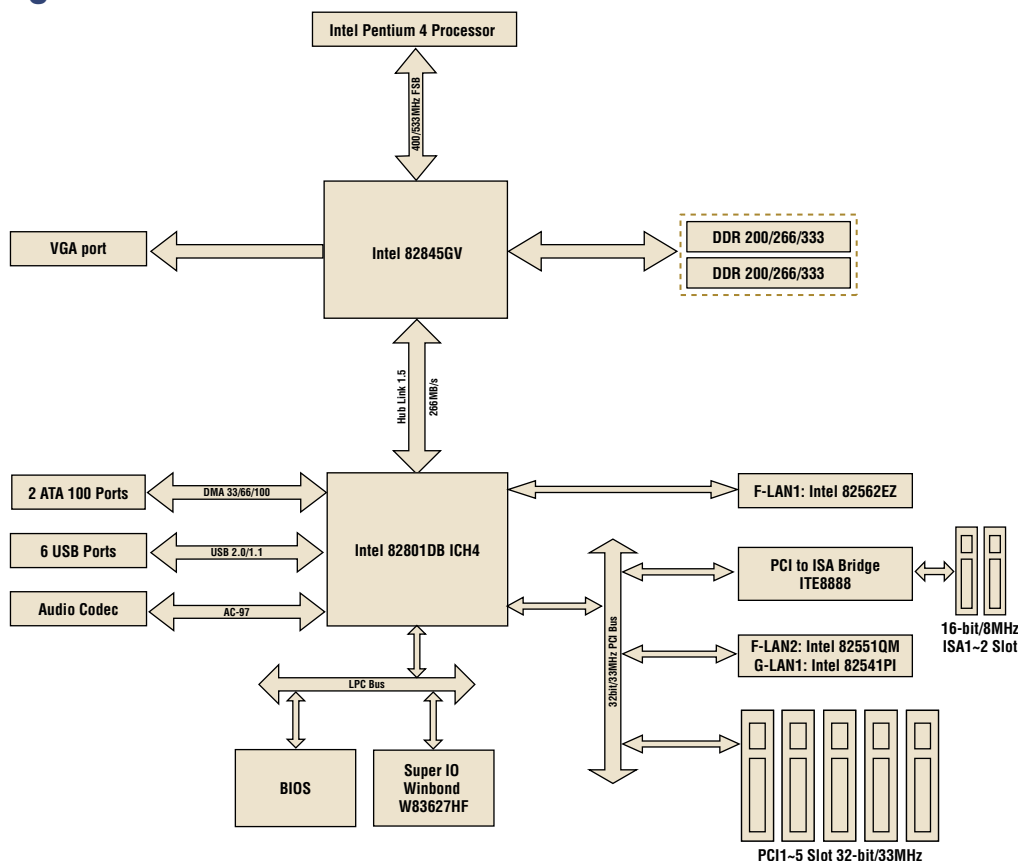 Intel Pentium 4 Processor
400/533MHz FSB
VGA port
Intel 82845GV
DDR 200/266/333
DDR 200/266/333
Hub Link 1.5
266MB/s
2 ATA 100 Ports
DMA 33/66/100
F-LAN1: Intel 82562EZ
6 USB Ports
USB 2.0/1.1
Intel 82801DB ICH4
PCI to ISA Bridge
ITE8888
Audio Codec
AC-97
16-bit/8MHz
ISA1~2 Slot
32bit/33MHz PCI Bus
F-LAN2: Intel 82551QM
G-LAN1: Intel 82541PI
LPC Bus
BIOS
Super IO
Winbond
W83627HF
PCI1~5 Slot 32-bit/33MHz